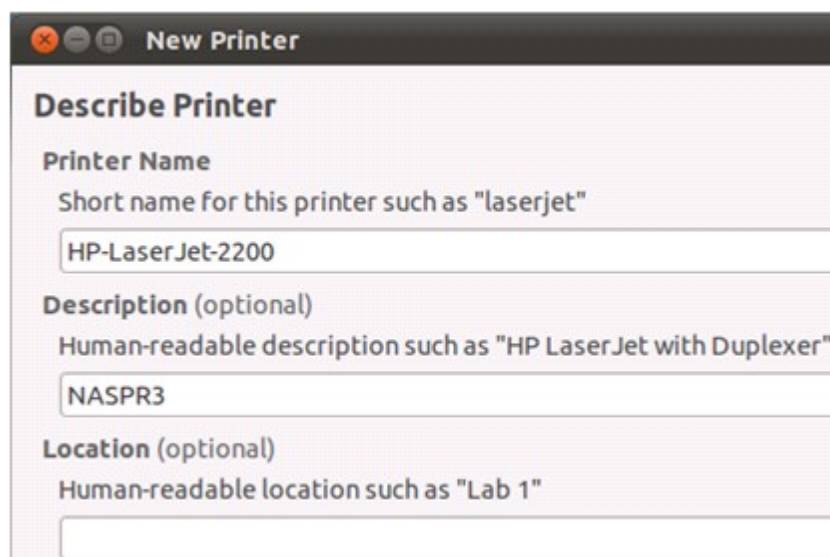 New Printer
Describe Printer
Printer Name
Short name for this printer such as "laserjet"
HP-LaserJet-2200
Description (optional)
Human-readable description such as "HP LaserJet with Duplexer"
NASPR3
Location (optional)
Human-readable location such as "Lab 1"